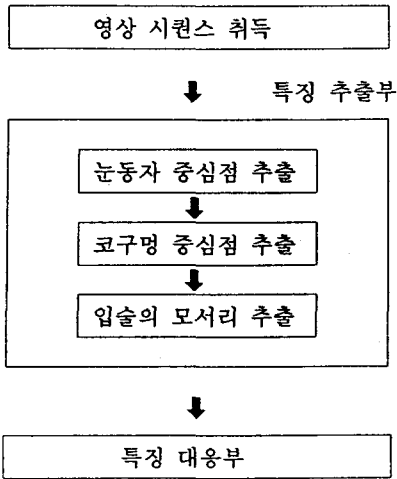 영상 시퀀스 취득
특징 추출부
눈동자 중심점 추출
코구멍 중심점 추출
입술의 모서리 추출
특징 대응부